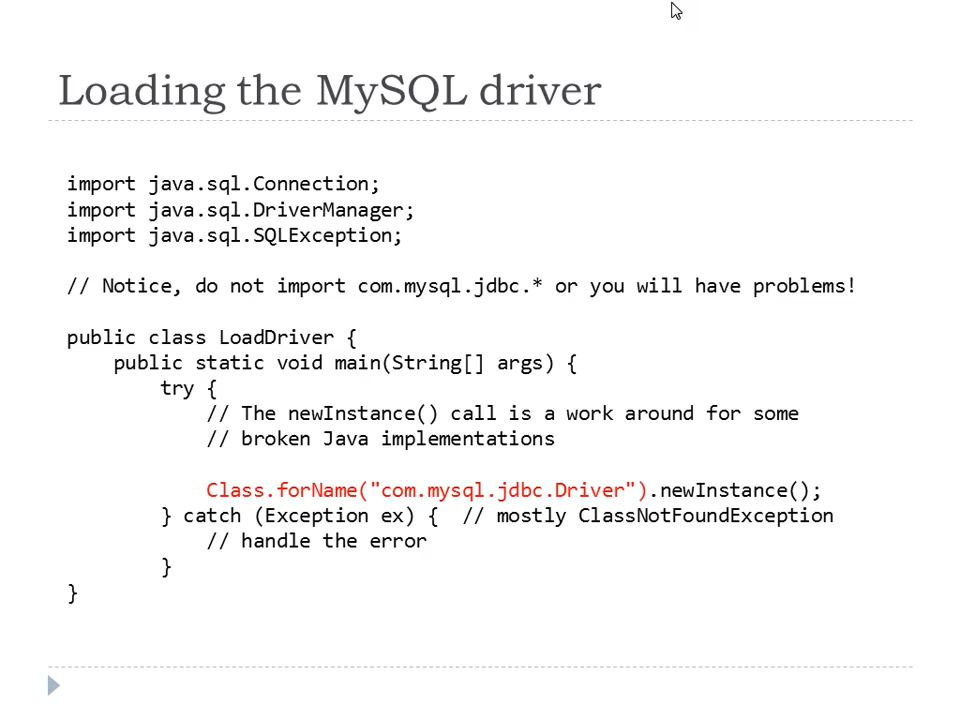 Loading the MySQL driver
import java.sql.Connection;
import java.sql.DriverManager;
import java.sql.SQLException;
// Notice, do not import com.mysql.jdbc.* or you will have problems!
public class LoadDriver {
    public static void main(String[] args) {
        try {
            // The newInstance() call is a work around for some
            // broken Java implementations
            Class.forName("com.mysql.jdbc.Driver").newInstance();
        } catch (Exception ex) {  // mostly ClassNotFoundException
            // handle the error
        }
}